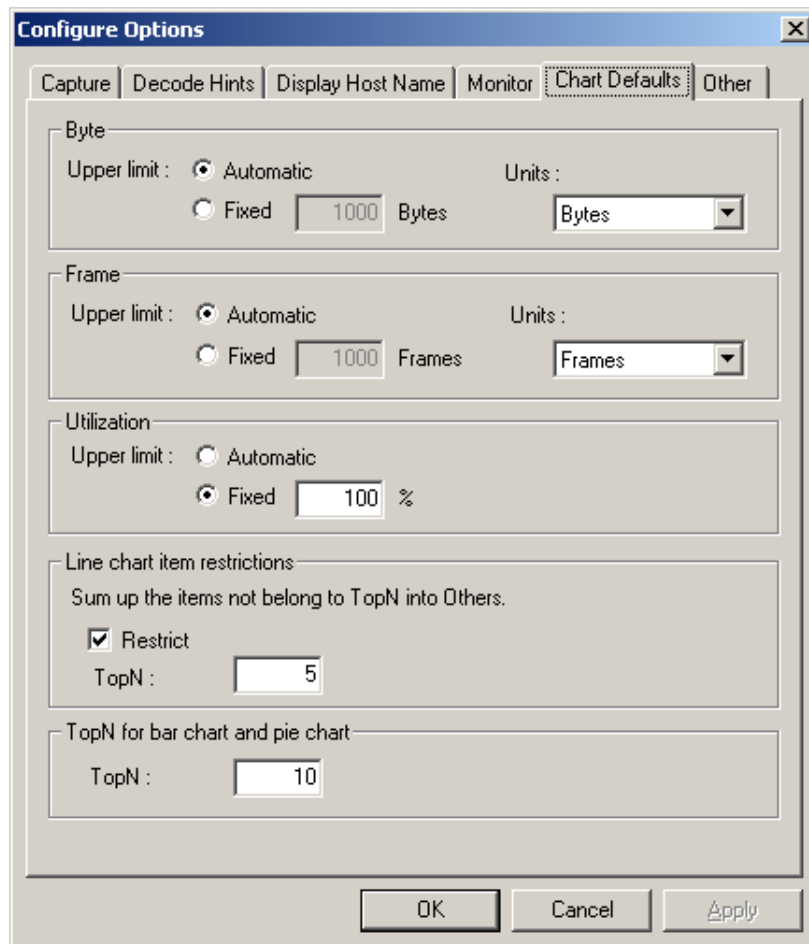 Configure Options
Capture Decode Hints Display Host Name Monitor Chart Defaults Other
Byte
Upper limit : Automatic Units :
Fixed 1000 Bytes Bytes
Frame
Upper limit : Automatic Units :
Fixed 1000 Frames Frames
Utilization
Upper limit : Automatic
Fixed 100 %
Line chart item restrictions
Sum up the items not belong to TopN into Others.
Restrict
TopN : 5
TopN for bar chart and pie chart
TopN : 10
OK Cancel Apply